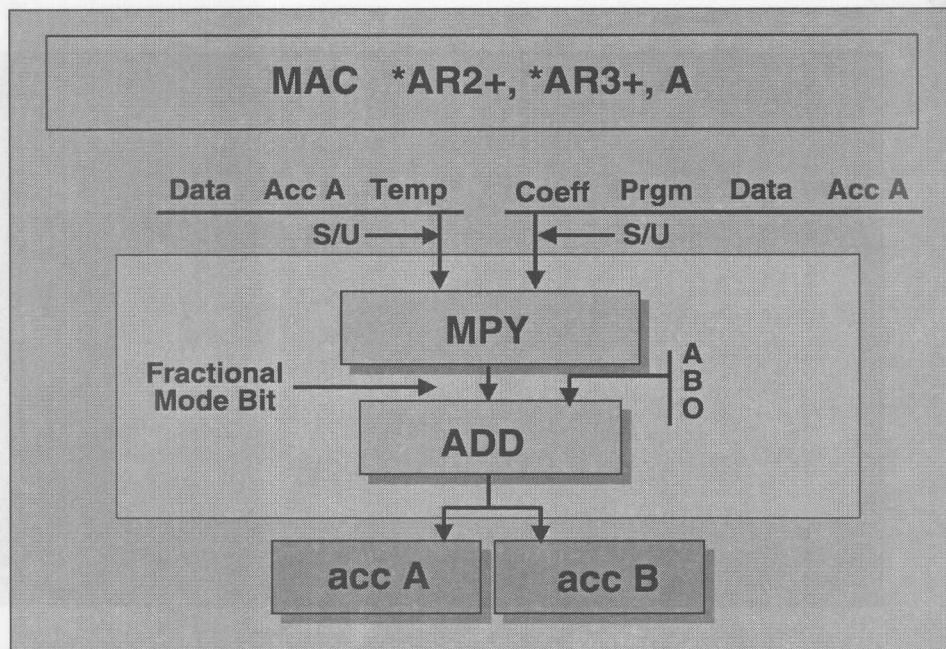 MAC *AR2+, *AR3+, A
Data Acc A Temp Coeff Prgm Data Acc A
S/U S/U
MPY
Fractional
Mode Bit
A
B
O
ADD
acc A acc B